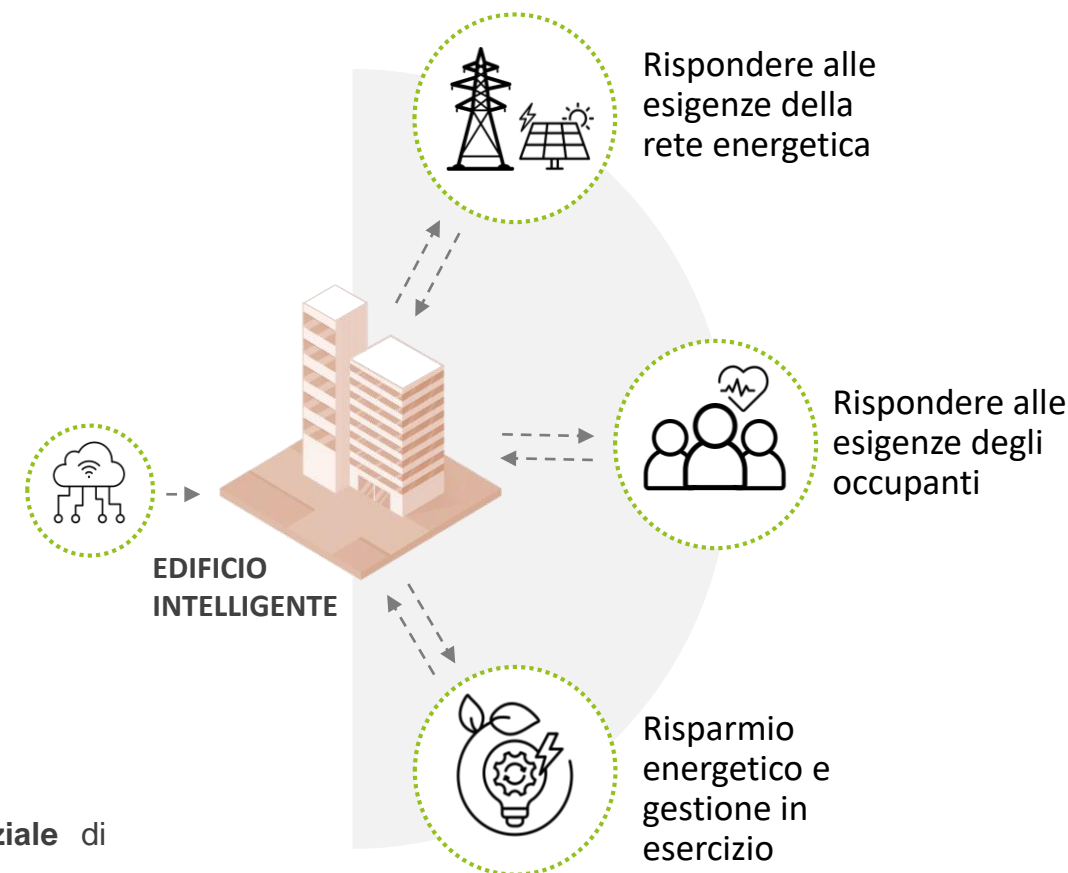 Rispondere alle
esigenze della
rete energetica
Rispondere alle
esigenze degli
occupanti
EDIFICIO
INTELLIGENTE
Risparmio
energetico e
gestione in
esercizio
ziale di